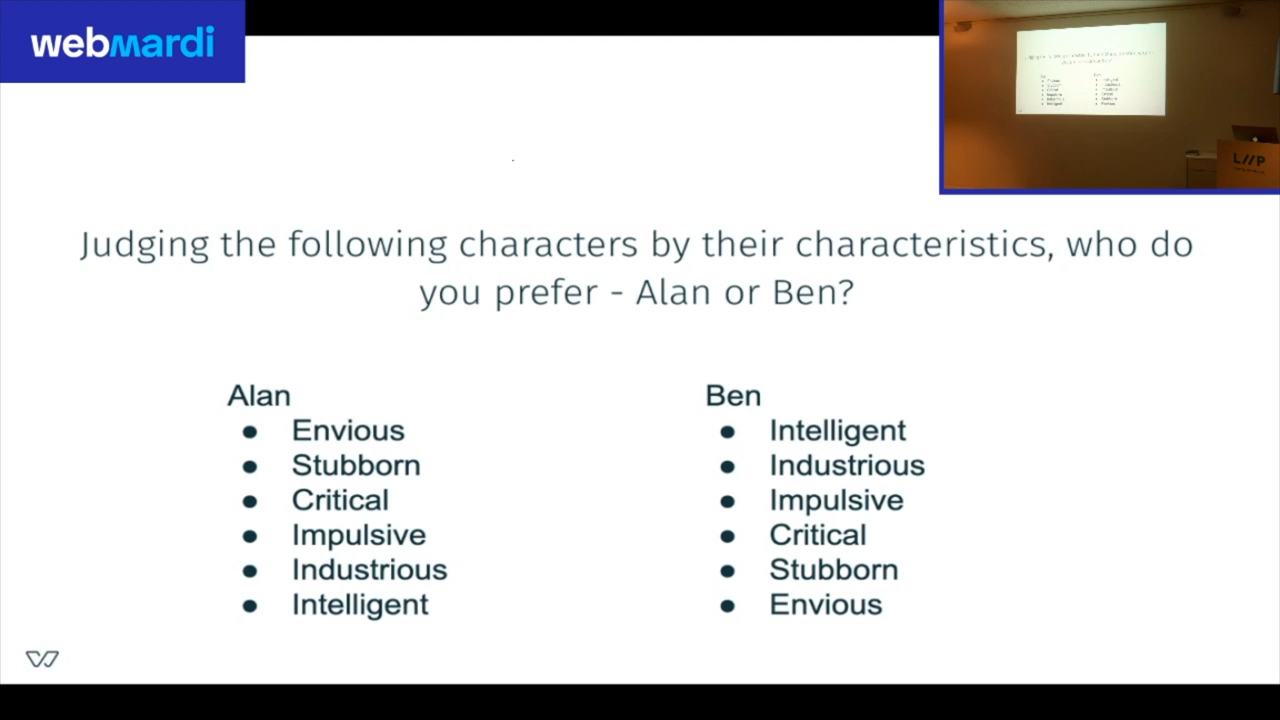 webmardi
Judging the following characters by their characteristics, who do
you prefer - Alan or Ben?
Alan
● Envious
● Stubborn
● Critical
● Impulsive
● Industrious
● Intelligent
Ben
● Intelligent
● Industrious
● Impulsive
● Critical
● Stubborn
● Envious
L//P